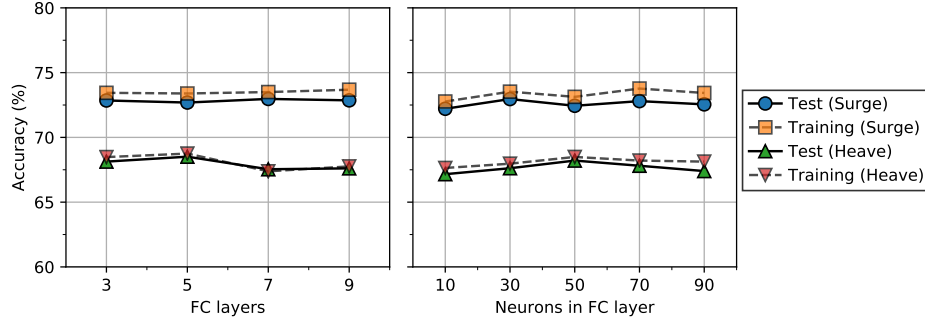 Accuracy (%)
80
75
70
65
60
3 5 7 9
FC layers
10 30 50 70 90
Neurons in FC layer
Test (Surge)
Training (Surge)
Test (Heave)
Training (Heave)